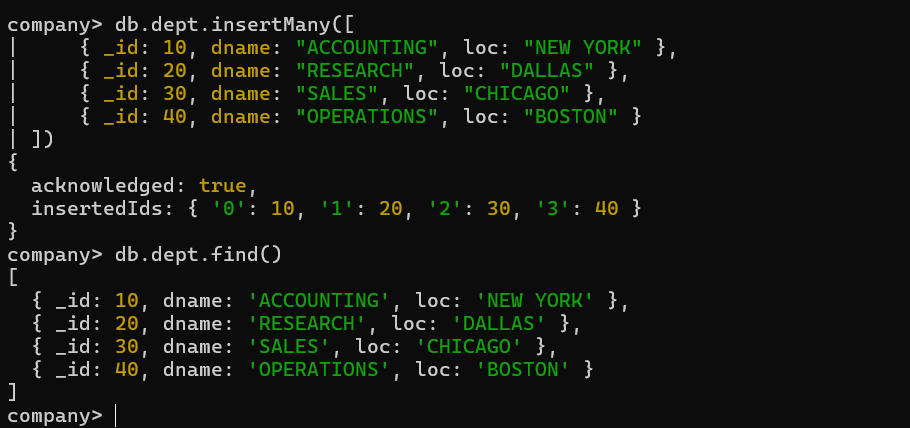 company> db.dept.insertMany([
|     { _id: 10, dname: "ACCOUNTING", loc: "NEW YORK" },
|     { _id: 20, dname: "RESEARCH", loc: "DALLAS" },
|     { _id: 30, dname: "SALES", loc: "CHICAGO" },
|     { _id: 40, dname: "OPERATIONS", loc: "BOSTON" }
| ])
{
  acknowledged: true,
  insertedIds: { '0': 10, '1': 20, '2': 30, '3': 40 }
}
company> db.dept.find()
[
  { _id: 10, dname: 'ACCOUNTING', loc: 'NEW YORK' },
  { _id: 20, dname: 'RESEARCH', loc: 'DALLAS' },
  { _id: 30, dname: 'SALES', loc: 'CHICAGO' },
  { _id: 40, dname: 'OPERATIONS', loc: 'BOSTON' }
]
company>